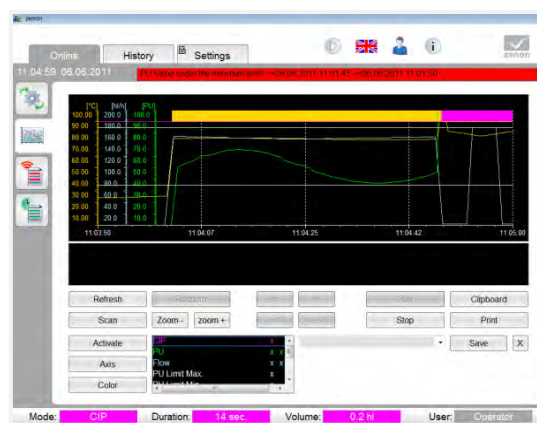 zenon
Online History Settings zenon
11:04:59 06.06.2011 PU Value under the minimum limit! 06.06.2011 11:01:45 06.06.2011 11:01:50
[°C] [hl/h] [PU]
100.00 200.0 100.0
90.00 180.0 90.0
80.00 160.0 80.0
70.00 140.0 70.0
60.00 120.0 60.0
50.00 100.0 50.0
40.00 80.0 40.0
30.00 60.0 30.0
20.00 40.0 20.0
10.00 20.0 10.0
11:03:50 11:04:07 11:04:25 11:04:42 11:05:00
Refresh Clipboard
Scan Zoom - zoom + Stop Print
Activate CIP x Save X
PU x x
Axis Flow x x
PU Limit Max. x
Color PU Limit Min.
Mode: CIP Duration: 14 sec. Volume: 0.2 hl User: Operator